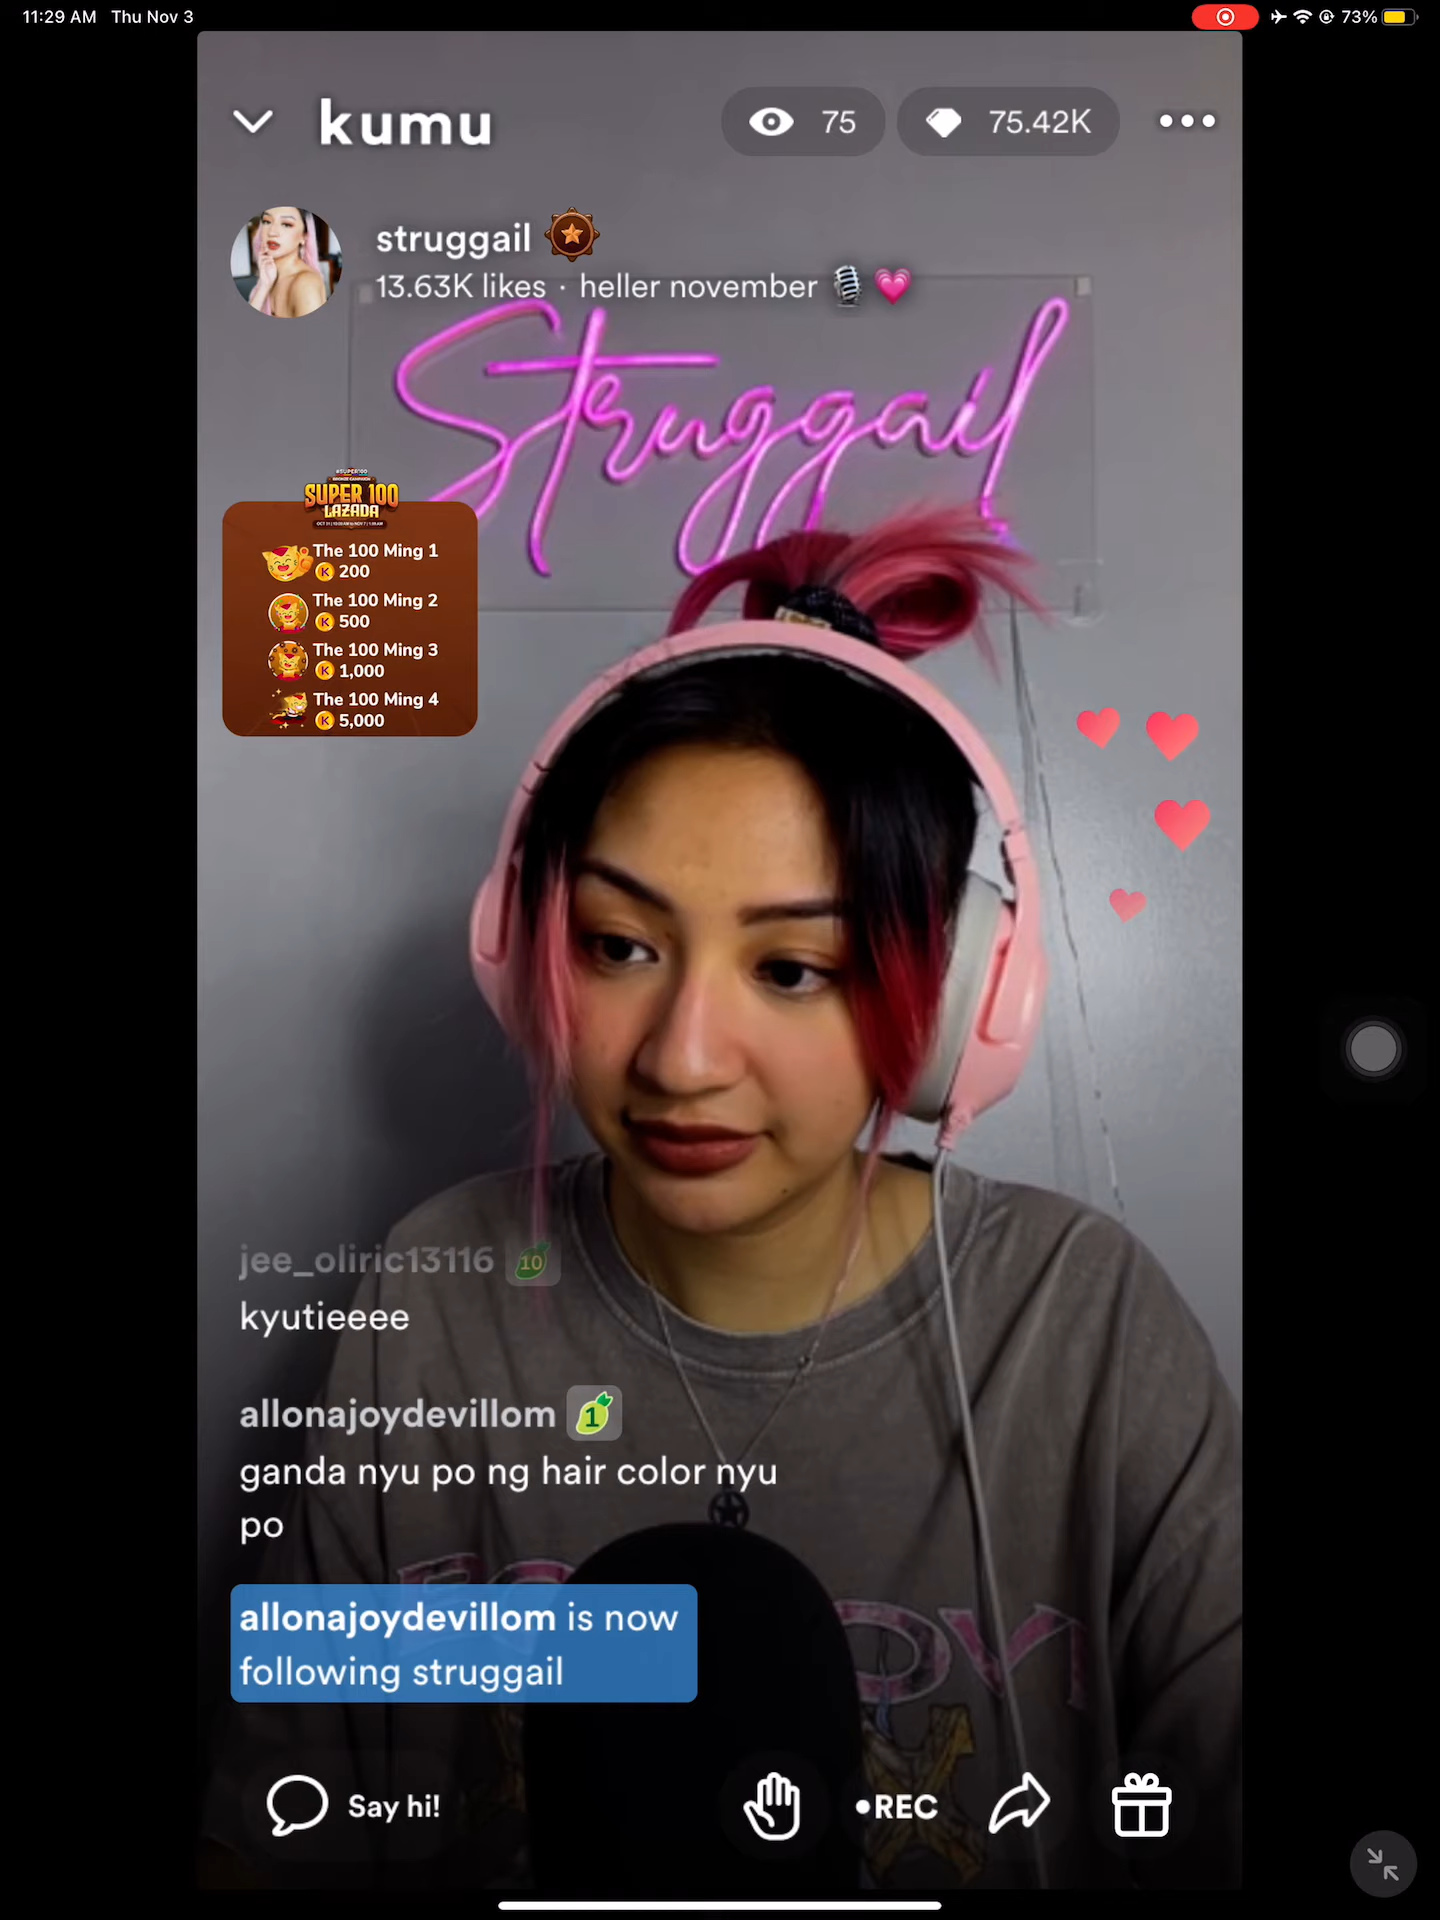 11:29 AM Thu Nov 3
73%
kumu
75
75.42K
struggail
13.63K likes · heller november 🎙️ 💗
Struggail
#SUPER100
BRONZE CAMPAIGN
SUPER 100
LAZADA
The 100 Ming 1
K 200
The 100 Ming 2
K 500
The 100 Ming 3
K 1,000
The 100 Ming 4
K 5,000
jee_oliric13116 10
kyutieeee
allonajoydevillom 1
ganda nyu po ng hair color nyu
po
allonajoydevillom is now
following struggail
Say hi!
•REC